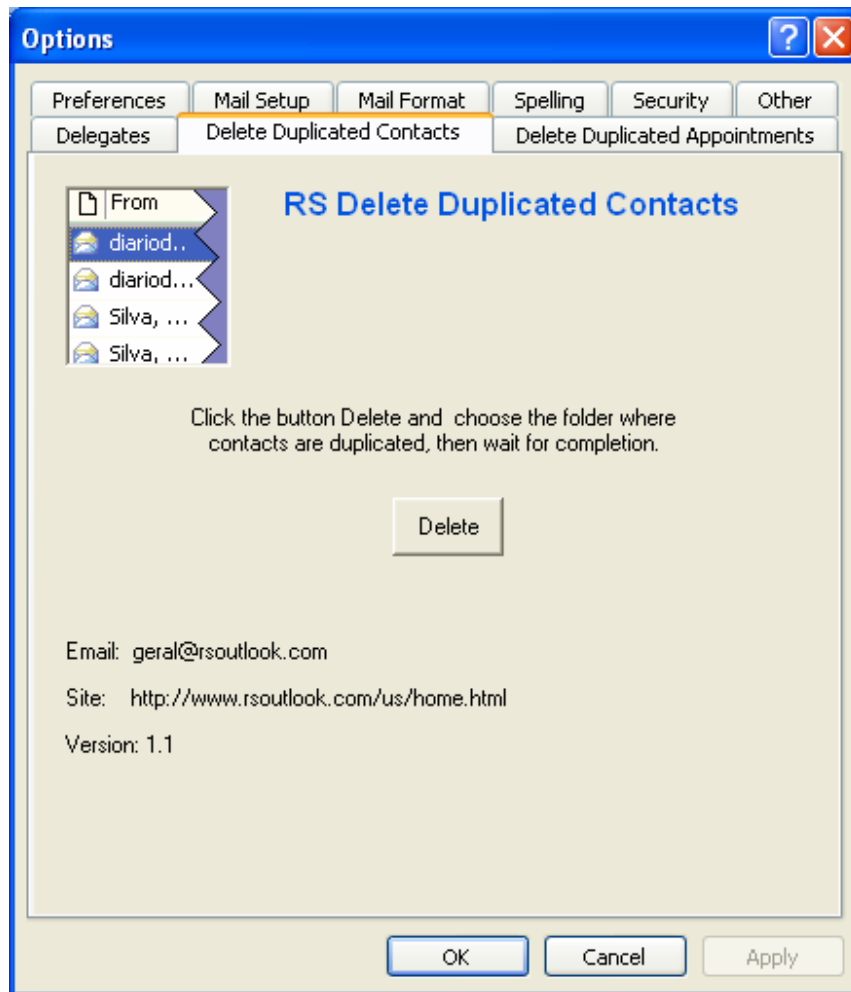 Options
Preferences Mail Setup Mail Format Spelling Security Other
Delegates Delete Duplicated Contacts Delete Duplicated Appointments
From
diariod..
diariod...
Silva, ...
Silva, ...
RS Delete Duplicated Contacts
Click the button Delete and choose the folder where
contacts are duplicated, then wait for completion.
Delete
Email: geral@rsoutlook.com
Site: http://www.rsoutlook.com/us/home.html
Version: 1.1
OK Cancel Apply